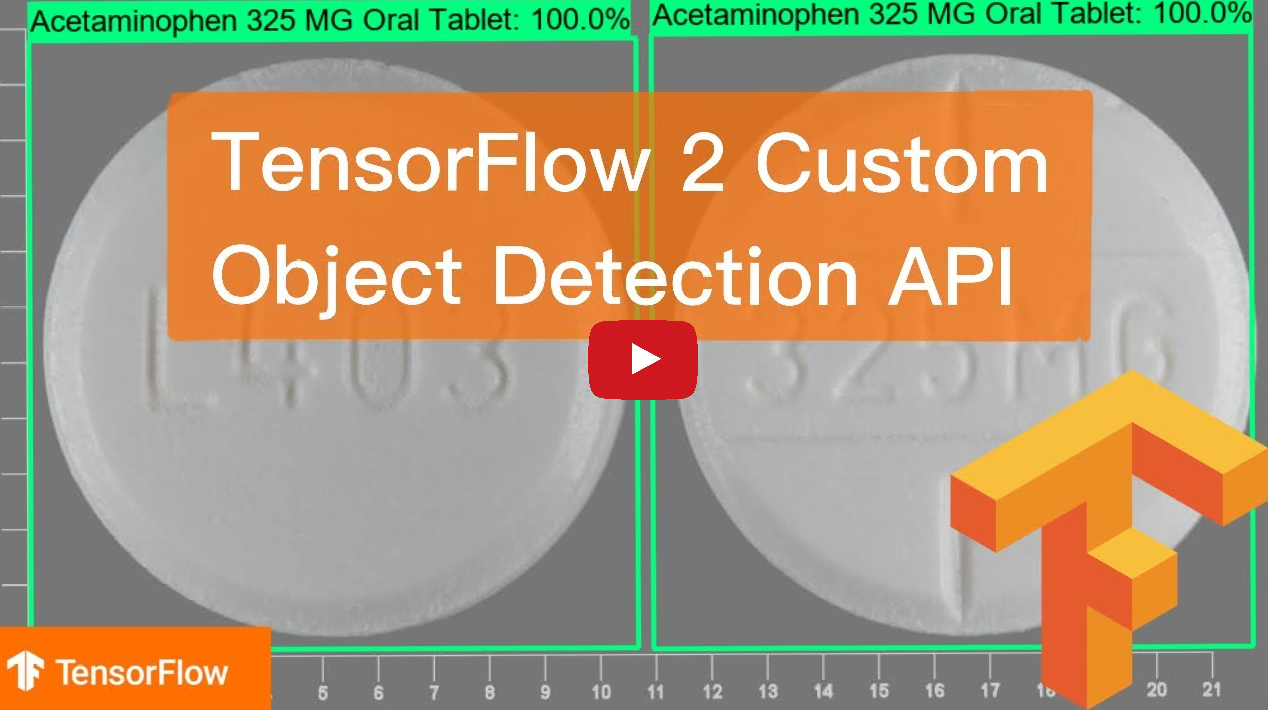 Acetaminophen 325 MG Oral Tablet: 100.0%
Acetaminophen 325 MG Oral Tablet: 100.0%
TensorFlow 2 Custom
Object Detection API
L403
325MG
TensorFlow
5 6 7 8 9 10 11 12 13 14 15 16 17 20 21